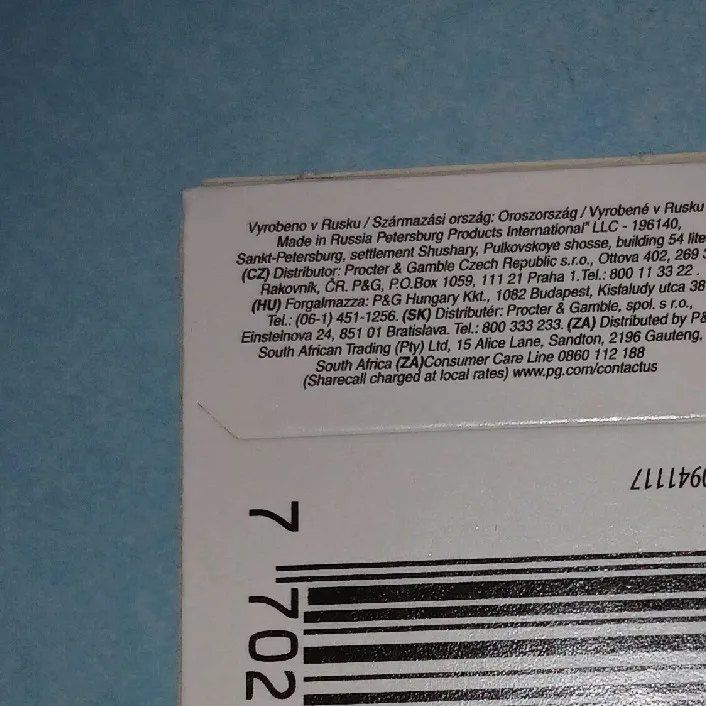 Vyrobeno v Rusku / Származási ország: Oroszország / Vyrobené v Rusku
Made in Russia Petersburg Products International" LLC - 196140,
Sankt-Petersburg, settlement Shushary, Pulkovskoye shosse, building 54 lite
(CZ) Distributor: Procter & Gamble Czech Republic s.r.o., Ottova 402, 269 3
Rakovník, ČR. P&G, P.O.Box 1059, 111 21 Praha 1.Tel.: 800 11 33 22 .
(HU) Forgalmazza: P&G Hungary Kkt., 1082 Budapest, Kisfaludy utca 38
Tel.: (06-1) 451-1256. (SK) Distributér: Procter & Gamble, spol. s r.o.,
Einsteinova 24, 851 01 Bratislava. Tel.: 800 333 233. (ZA) Distributed by P&
South African Trading (Pty) Ltd, 15 Alice Lane, Sandton, 2196 Gauteng,
South Africa (ZA)Consumer Care Line 0860 112 188
(Sharecall charged at local rates) www.pg.com/contactus
7 702